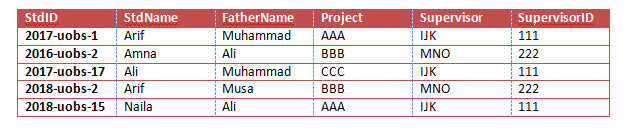 StdID StdName FatherName Project Supervisor SupervisorID
2017-uobs-1 Arif Muhammad AAA IJK 111
2016-uobs-2 Amna Ali BBB MNO 222
2017-uobs-17 Ali Muhammad CCC IJK 111
2018-uobs-2 Arif Musa BBB MNO 222
2018-uobs-15 Naila Ali AAA IJK 111